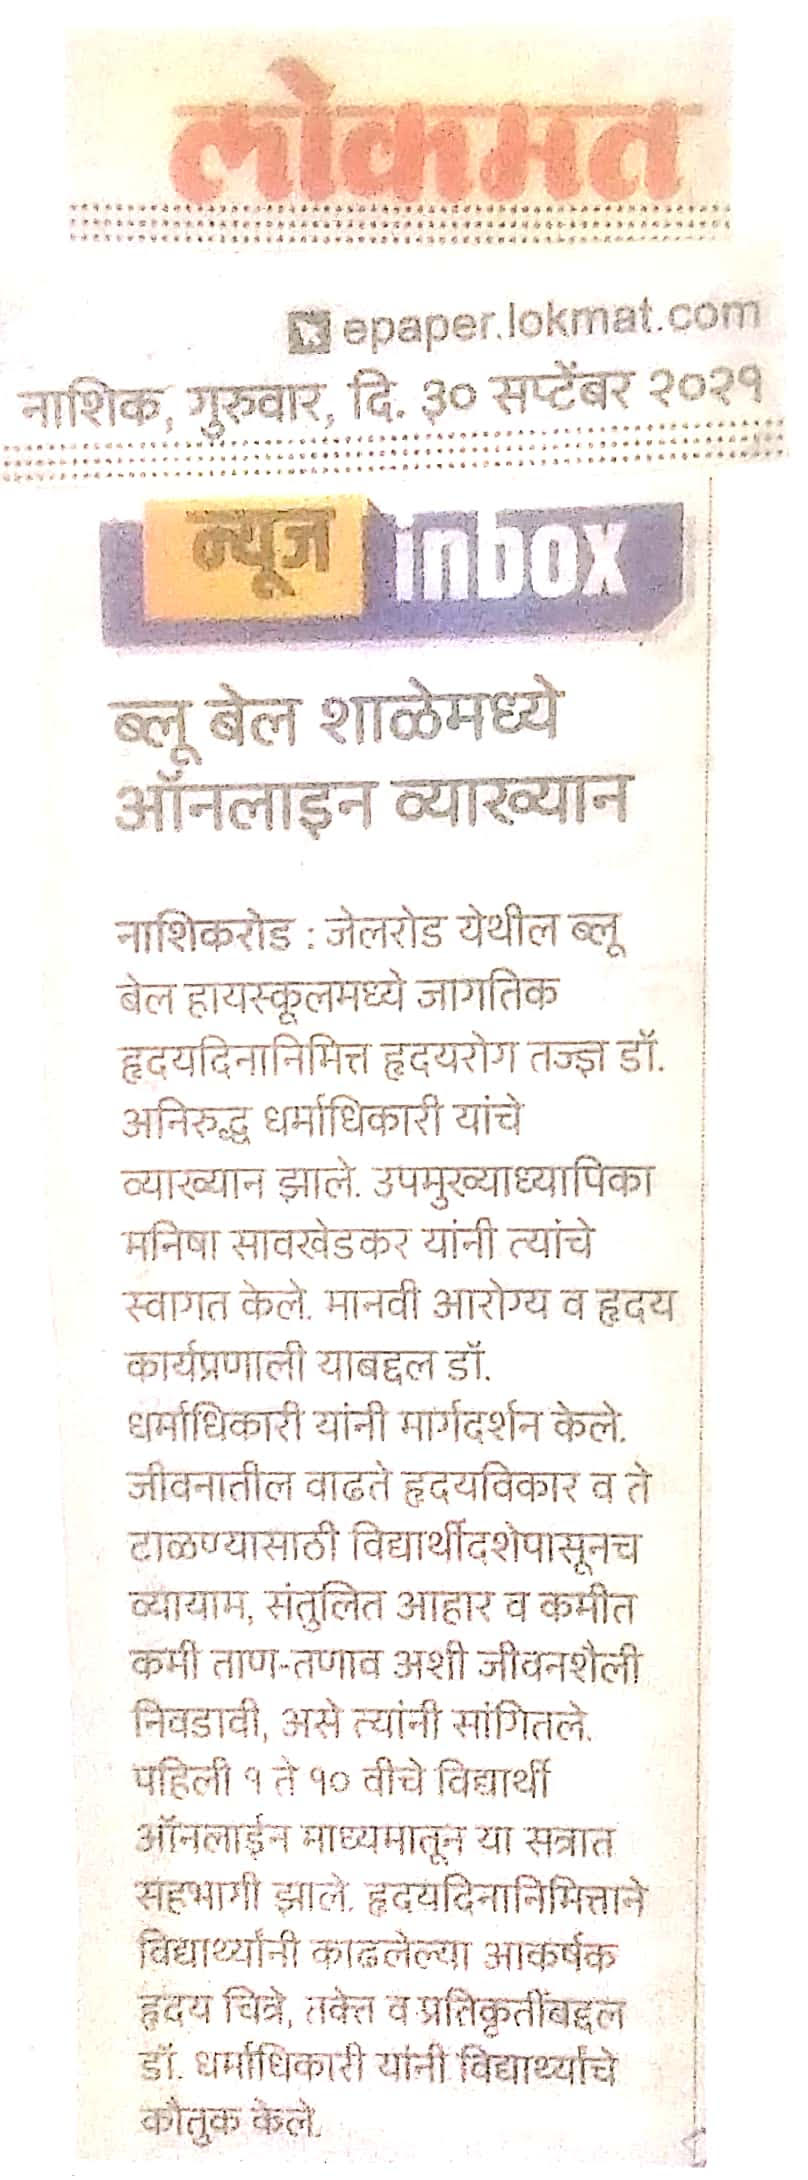 लोकमत
epaper.lokmat.com
नाशिक, गुरुवार, दि. ३० सप्टेंबर २०२१
न्यूज inbox
ब्लू बेल शाळेमध्ये
ऑनलाइन व्याख्यान
नाशिकरोड : जेलरोड येथील ब्लू
बेल हायस्कूलमध्ये जागतिक
हृदयदिनानिमित्त हृदयरोग तज्ज्ञ डॉ.
अनिरुद्ध धर्माधिकारी यांचे
व्याख्यान झाले. उपमुख्याध्यापिका
मनिषा सावखेडकर यांनी त्यांचे
स्वागत केले. मानवी आरोग्य व हृदय
कार्यप्रणाली याबद्दल डॉ.
धर्माधिकारी यांनी मार्गदर्शन केले.
जीवनातील वाढते हृदयविकार व ते
टाळण्यासाठी विद्यार्थीदशेपासूनच
व्यायाम, संतुलित आहार व कमीत
कमी ताण-तणाव अशी जीवनशैली
निवडावी, असे त्यांनी सांगितले.
पहिली १ ते १० वीचे विद्यार्थी
ऑनलाईन माध्यमातून या सत्रात
सहभागी झाले. हृदयदिनानिमित्ताने
विद्यार्थ्यांनी काढलेल्या आकर्षक
हृदय चित्रे, तक्ते व प्रतिकृतींबद्दल
डॉ. धर्माधिकारी यांनी विद्यार्थ्यांचे
कौतुक केले.